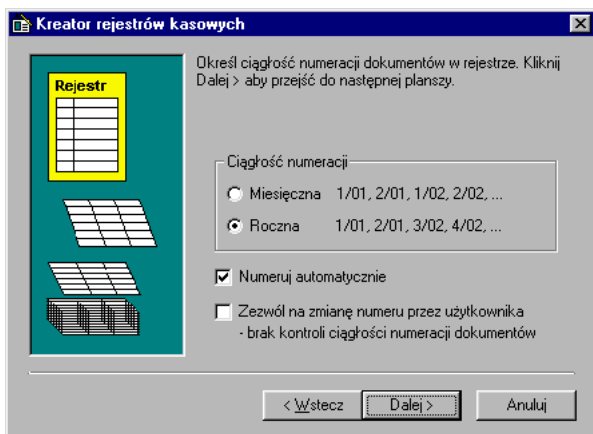 Kreator rejestrów kasowych
Rejestr
Określ ciągłość numeracji dokumentów w rejestrze. Kliknij
Dalej > aby przejść do następnej planszy.
Ciągłość numeracji
Miesięczna 1/01, 2/01, 1/02, 2/02, ...
Roczna 1/01, 2/01, 3/02, 4/02, ...
Numeruj automatycznie
Zezwól na zmianę numeru przez użytkownika
- brak kontroli ciągłości numeracji dokumentów
< Wstecz Dalej > Anuluj